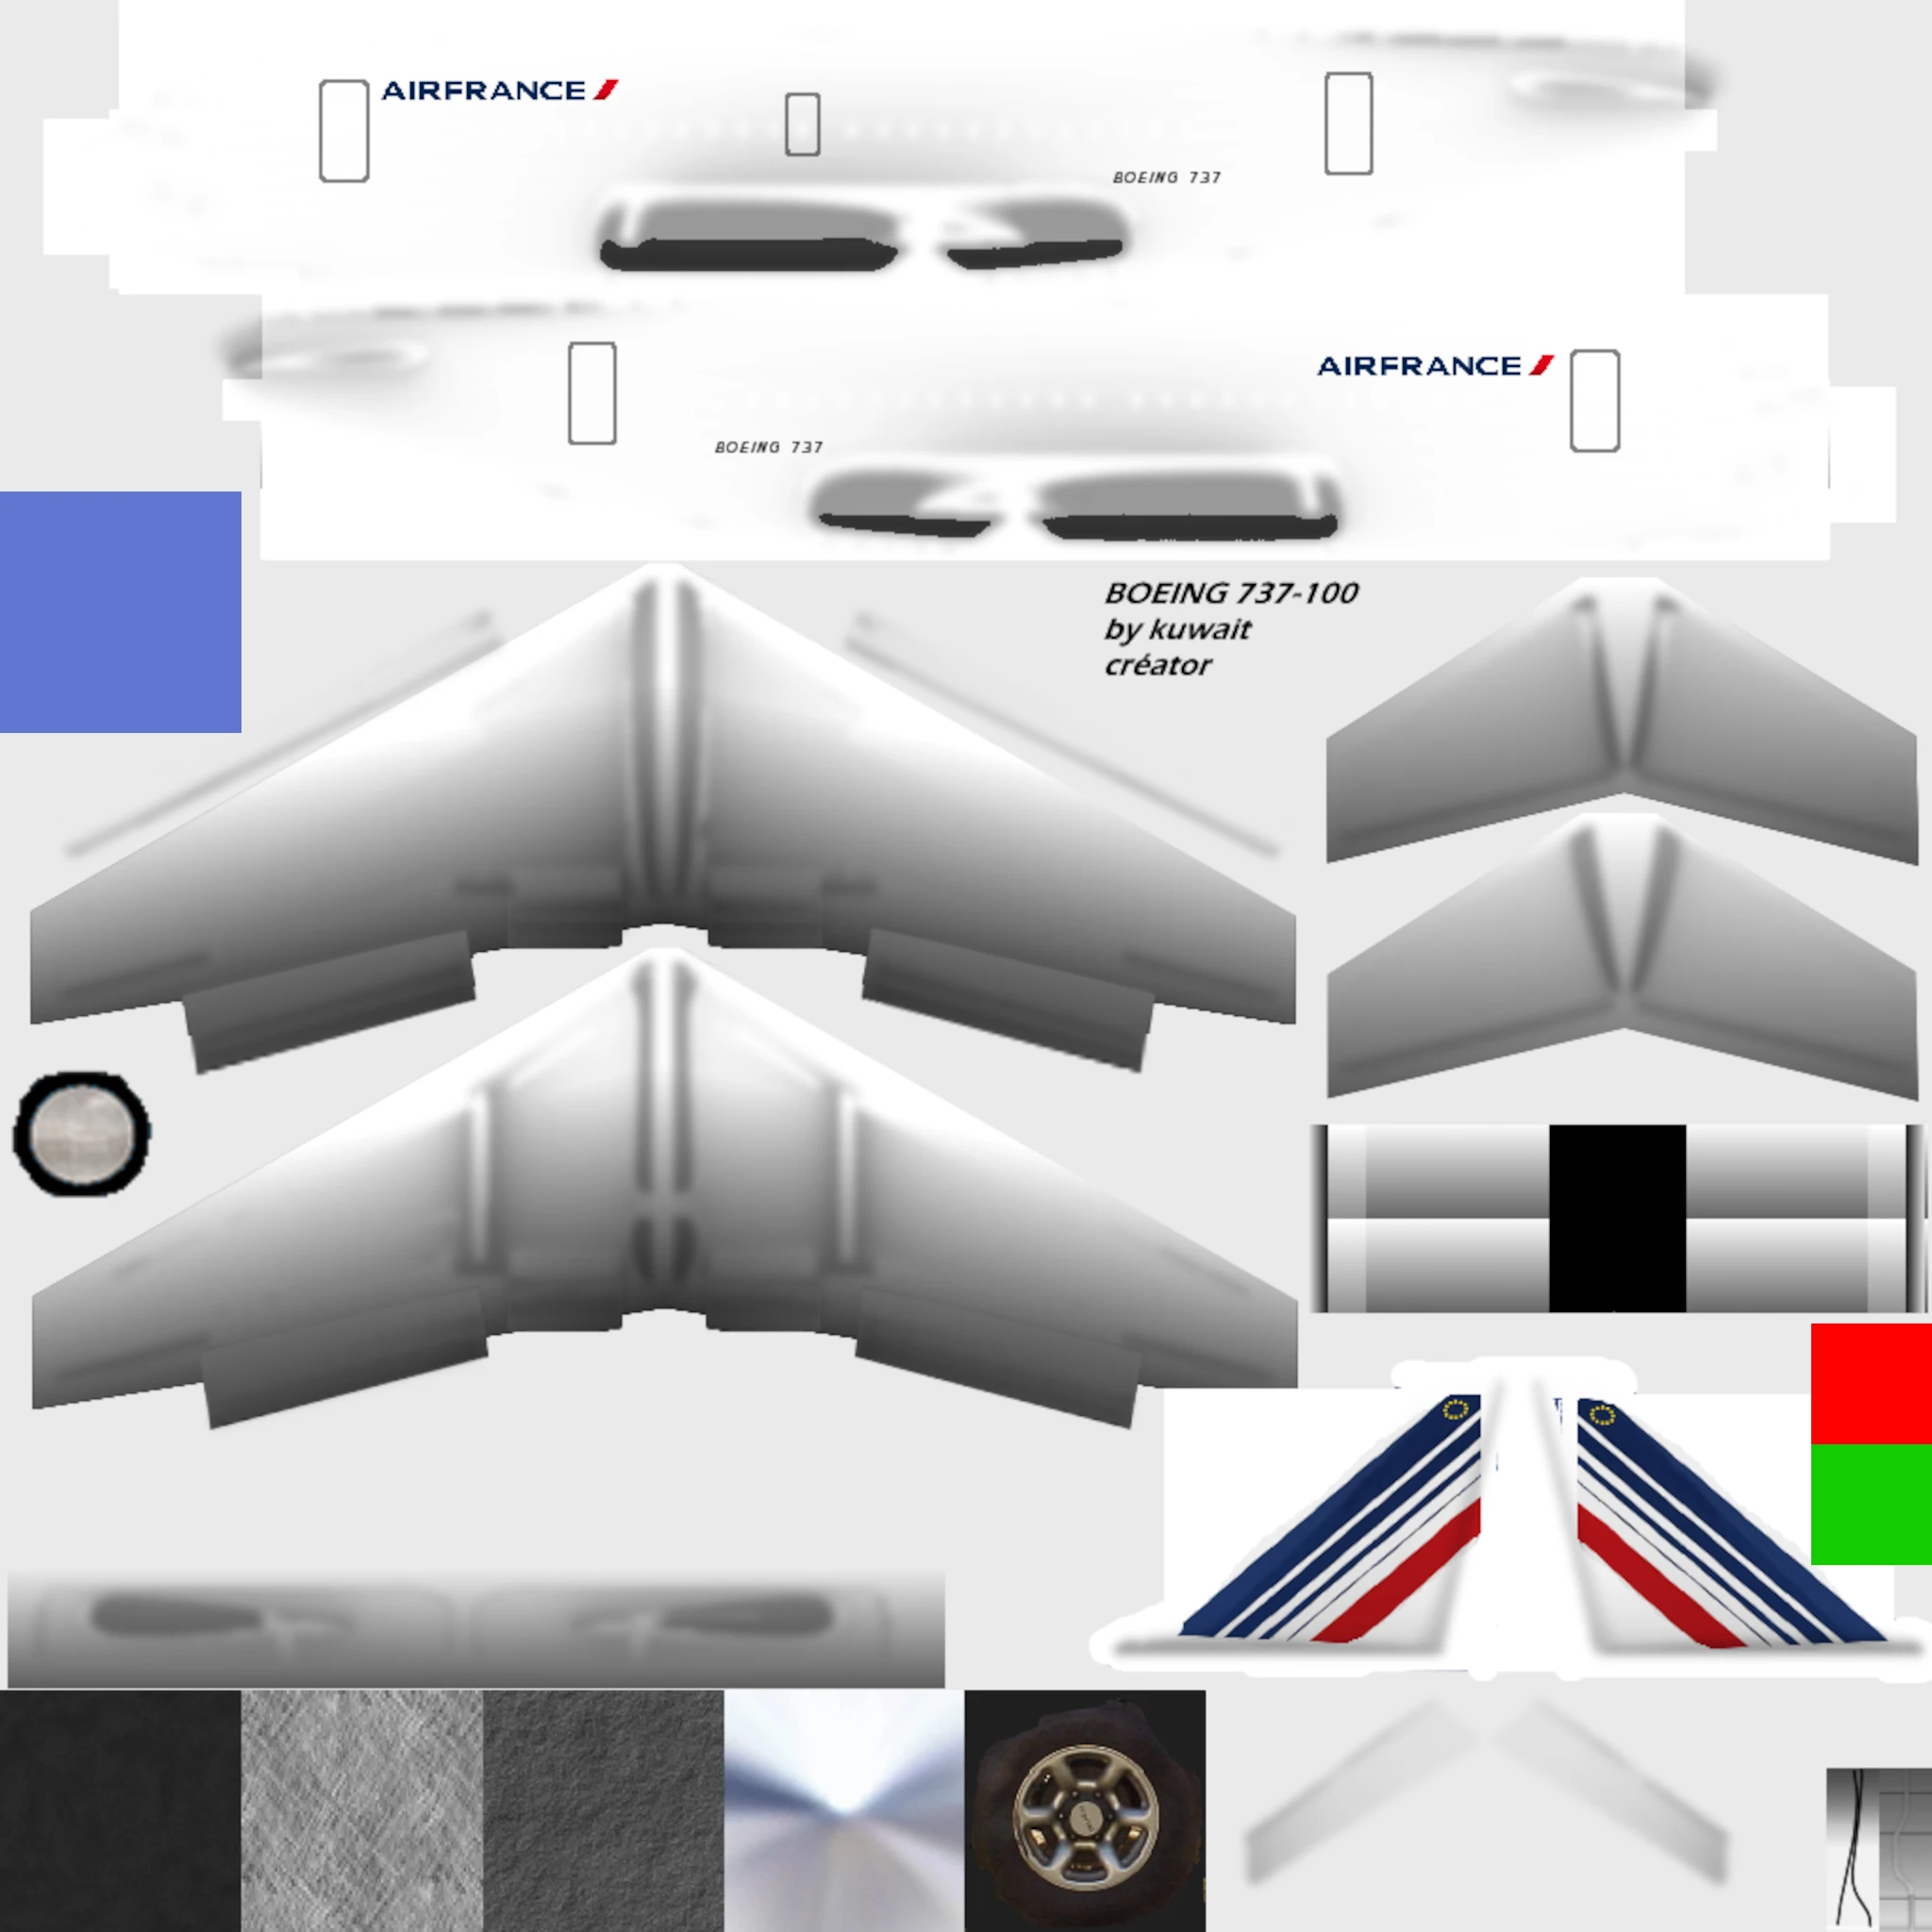 AIRFRANCE
BOEING 737
AIRFRANCE
BOEING 737
BOEING 737-100
by kuwait
créator